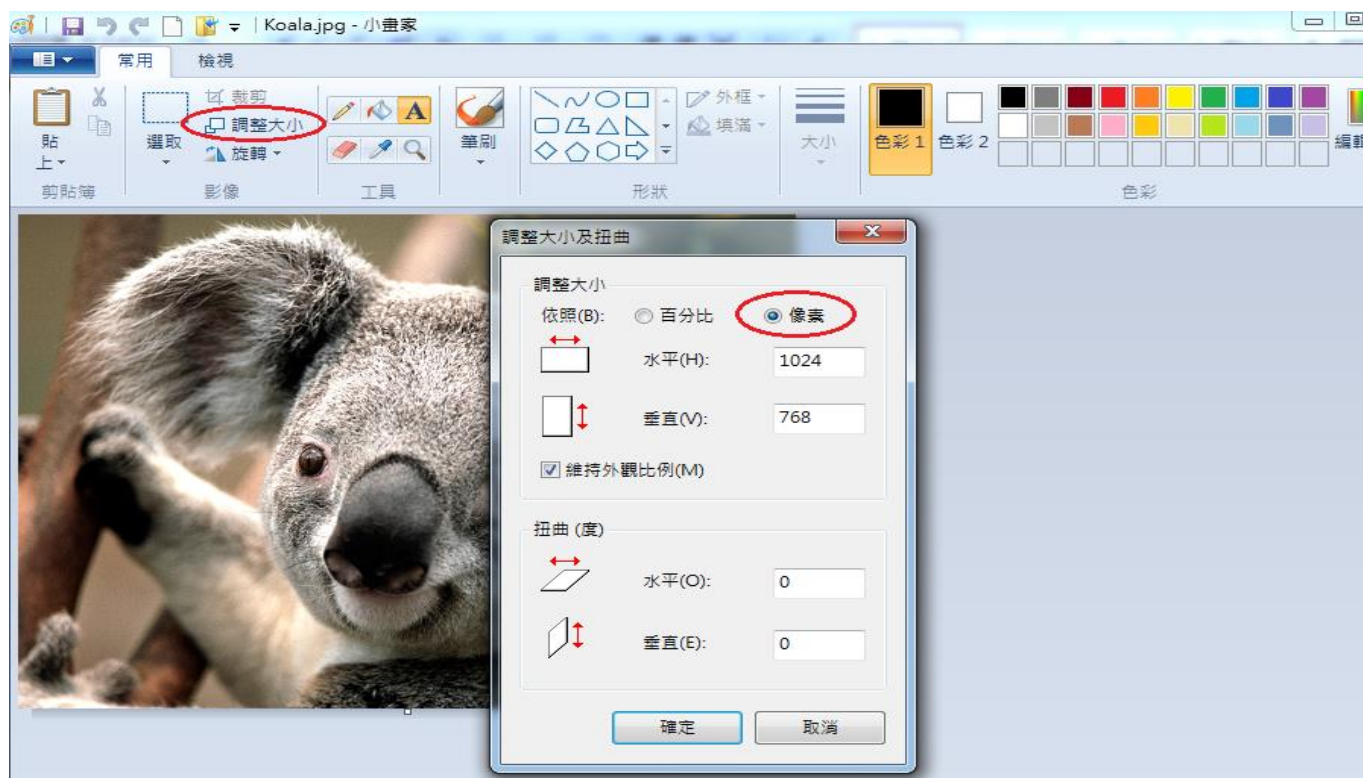 Koala.jpg - 小畫家
常用 檢視
貼上
剪貼簿
選取
裁剪
調整大小
旋轉
影像
A
工具
筆刷
外框
填滿
形狀
大小
色彩 1
色彩 2
色彩
調整大小及扭曲
調整大小
依照(B): 百分比 像素
水平(H): 1024
垂直(V): 768
維持外觀比例(M)
扭曲 (度)
水平(O): 0
垂直(E): 0
確定 取消